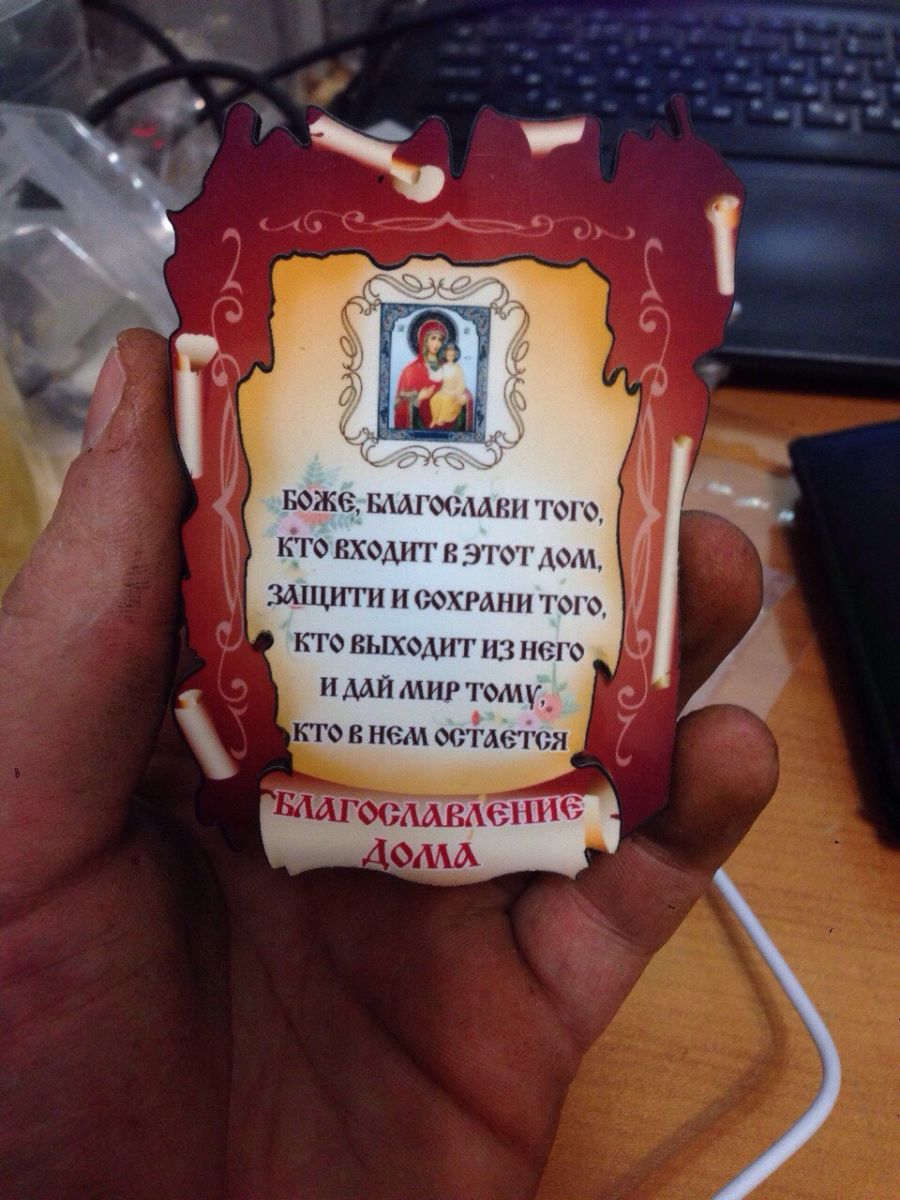 БОЖЕ, БЛАГОСЛАВИ ТОГО,
КТО ВХОДИТ В ЭТОТ ДОМ,
ЗАЩИТИ И СОХРАНИ ТОГО,
КТО ВЫХОДИТ ИЗ НЕГО
И ДАЙ МИР ТОМУ,
КТО В НЕМ ОСТАЕТСЯ
БЛАГОСЛАВЛЕНИЕ
ДОМА